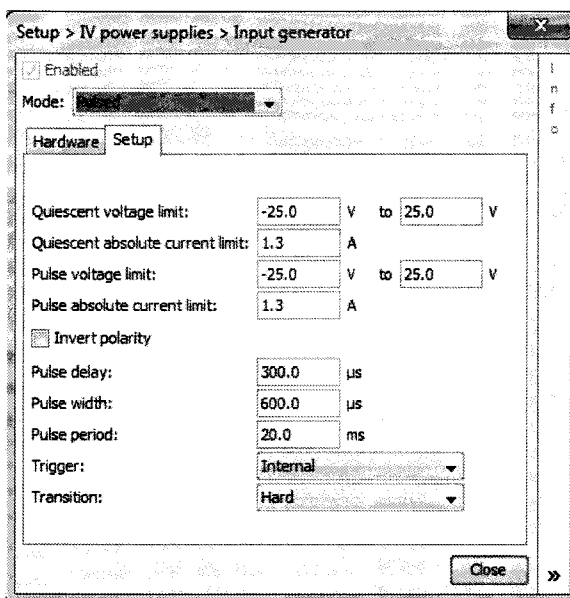 Setup > IV power supplies > Input generator
Enabled
Mode: Pulsed
Hardware Setup
Quiescent voltage limit: -25.0 V to 25.0 V
Quiescent absolute current limit: 1.3 A
Pulse voltage limit: -25.0 V to 25.0 V
Pulse absolute current limit: 1.3 A
Invert polarity
Pulse delay: 300.0 µs
Pulse width: 600.0 µs
Pulse period: 20.0 ms
Trigger: Internal
Transition: Hard
Close »
Info